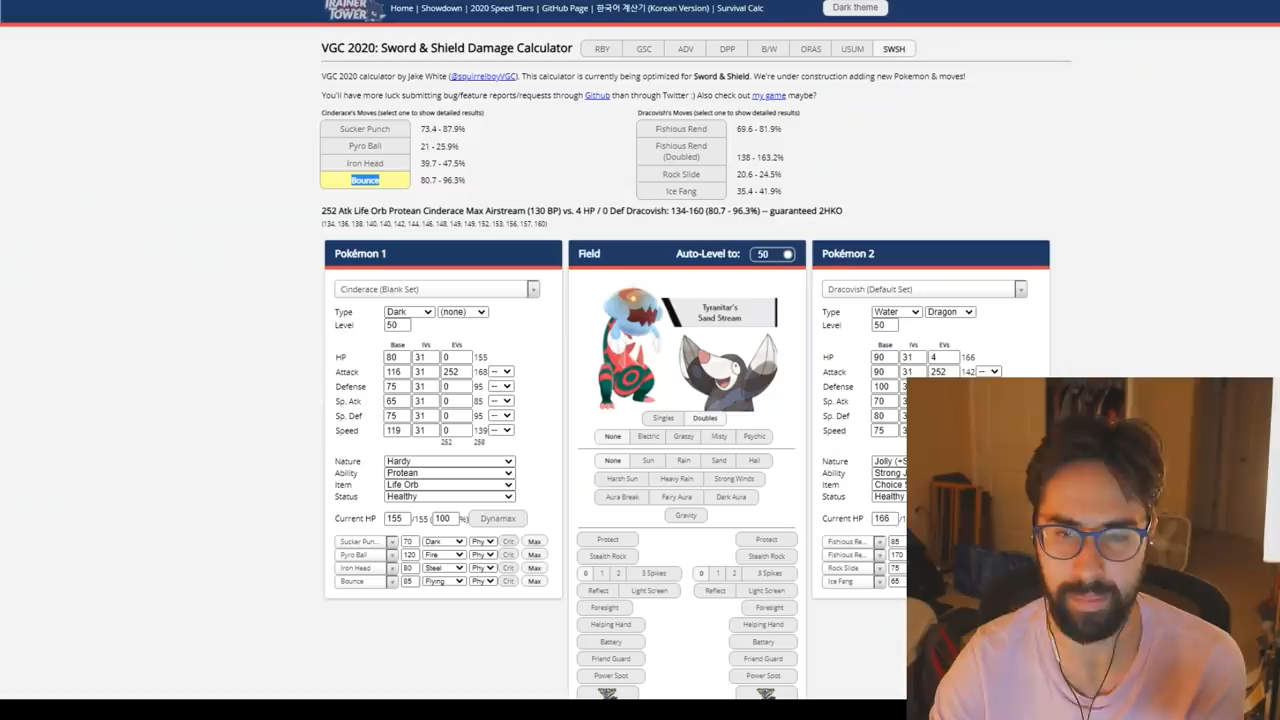 TRAINER TOWER
Home | Showdown | 2020 Speed Tiers | GitHub Page | 한국어 계산기 (Korean Version) | Survival Calc
Dark theme
VGC 2020: Sword & Shield Damage Calculator
RBY GSC ADV DPP B/W ORAS USUM SWSH
VGC 2020 calculator by Jake White (@squirrelboyVGC). This calculator is currently being optimized for Sword & Shield. We're under construction adding new Pokemon & moves!
You'll have more luck submitting bug/feature reports/requests through Github than through Twitter :) Also check out my game maybe?
Cinderace's Moves (select one to show detailed results)
Sucker Punch 73.4 - 87.9%
Pyro Ball 21 - 25.9%
Iron Head 39.7 - 47.5%
Bounce 80.7 - 96.3%
Dracovish's Moves (select one to show detailed results)
Fishious Rend 69.6 - 81.9%
Fishious Rend
(Doubled) 138 - 163.2%
Rock Slide 20.6 - 24.5%
Ice Fang 35.4 - 41.9%
252 Atk Life Orb Protean Cinderace Max Airstream (130 BP) vs. 4 HP / 0 Def Dracovish: 134-160 (80.7 - 96.3%) -- guaranteed 2HKO
(134, 136, 138, 140, 140, 142, 144, 146, 148, 149, 149, 152, 153, 156, 157, 160)
Pokémon 1
Cinderace (Blank Set)
Type Dark (none)
Level 50
Base IVs EVs
HP 80 31 0 155
Attack 116 31 252 168 --
Defense 75 31 0 95 --
Sp. Atk 65 31 0 85 --
Sp. Def 75 31 0 95 --
Speed 119 31 0 139 --
252 258
Nature Hardy
Ability Protean
Item Life Orb
Status Healthy
Current HP 155 /155 (100 %) Dynamax
Sucker Pun... 70 Dark Phy Crit Max
Pyro Ball 120 Fire Phy Crit Max
Iron Head 80 Steel Phy Crit Max
Bounce 85 Flying Phy Crit Max
Field Auto-Level to: 50
Tyranitar's
Sand Stream
Singles Doubles
None Electric Grassy Misty Psychic
None Sun Rain Sand Hail
Harsh Sun Heavy Rain Strong Winds
Aura Break Fairy Aura Dark Aura
Gravity
Protect Protect
Stealth Rock Stealth Rock
0 1 2 3 Spikes 0 1 2 3 Spikes
Reflect Light Screen Reflect Light Screen
Foresight Foresight
Helping Hand Helping Hand
Battery Battery
Friend Guard Friend Guard
Power Spot Power Spot
Pokémon 2
Dracovish (Default Set)
Type Water Dragon
Level 50
Base IVs EVs
HP 90 31 4 166
Attack 90 31 252 142 --
Defense 100
Sp. Atk 70
Sp. Def 80
Speed 75
Nature Jolly (+S
Ability Strong J
Item Choice S
Status Healthy
Current HP 166
Fishious Re... 85
Fishious Re... 170
Rock Slide 75
Ice Fang 65